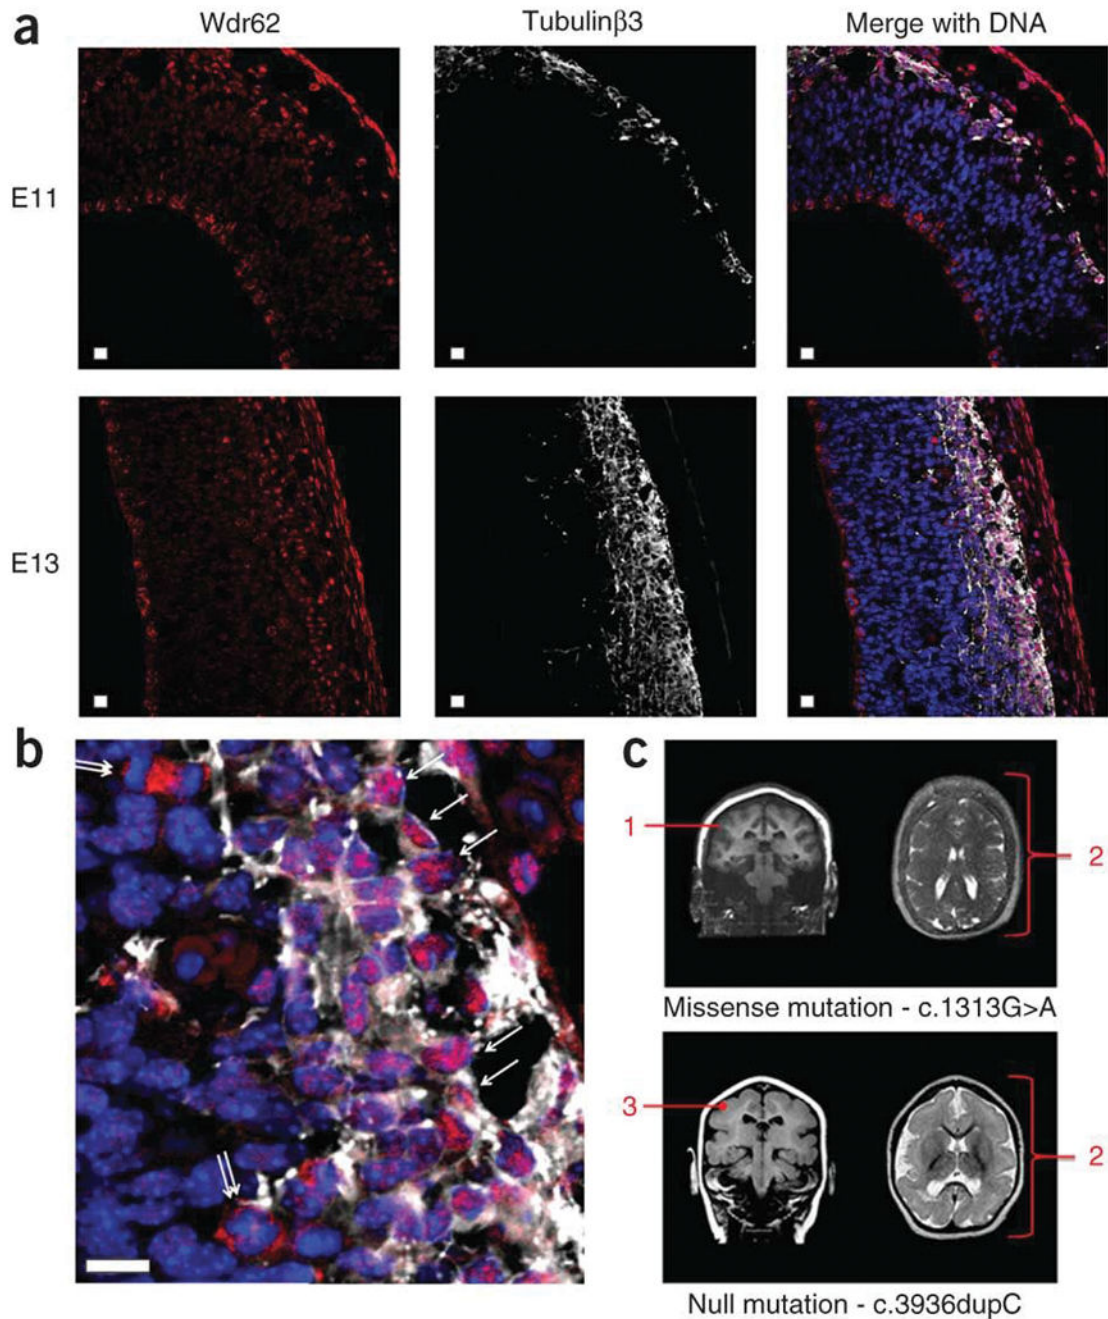 a
Wdr62 Tubulinβ3 Merge with DNA
E11
E13
b
c
1
2
Missense mutation - c.1313G>A
3
2
Null mutation - c.3936dupC